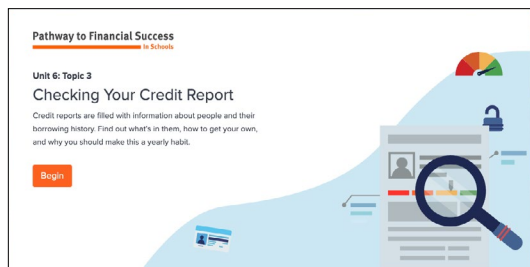 Pathway to Financial Success
in Schools
Unit 6: Topic 3
Checking Your Credit Report
Credit reports are filled with information about people and their
borrowing history. Find out what's in them, how to get your own,
and why you should make this a yearly habit.
Begin